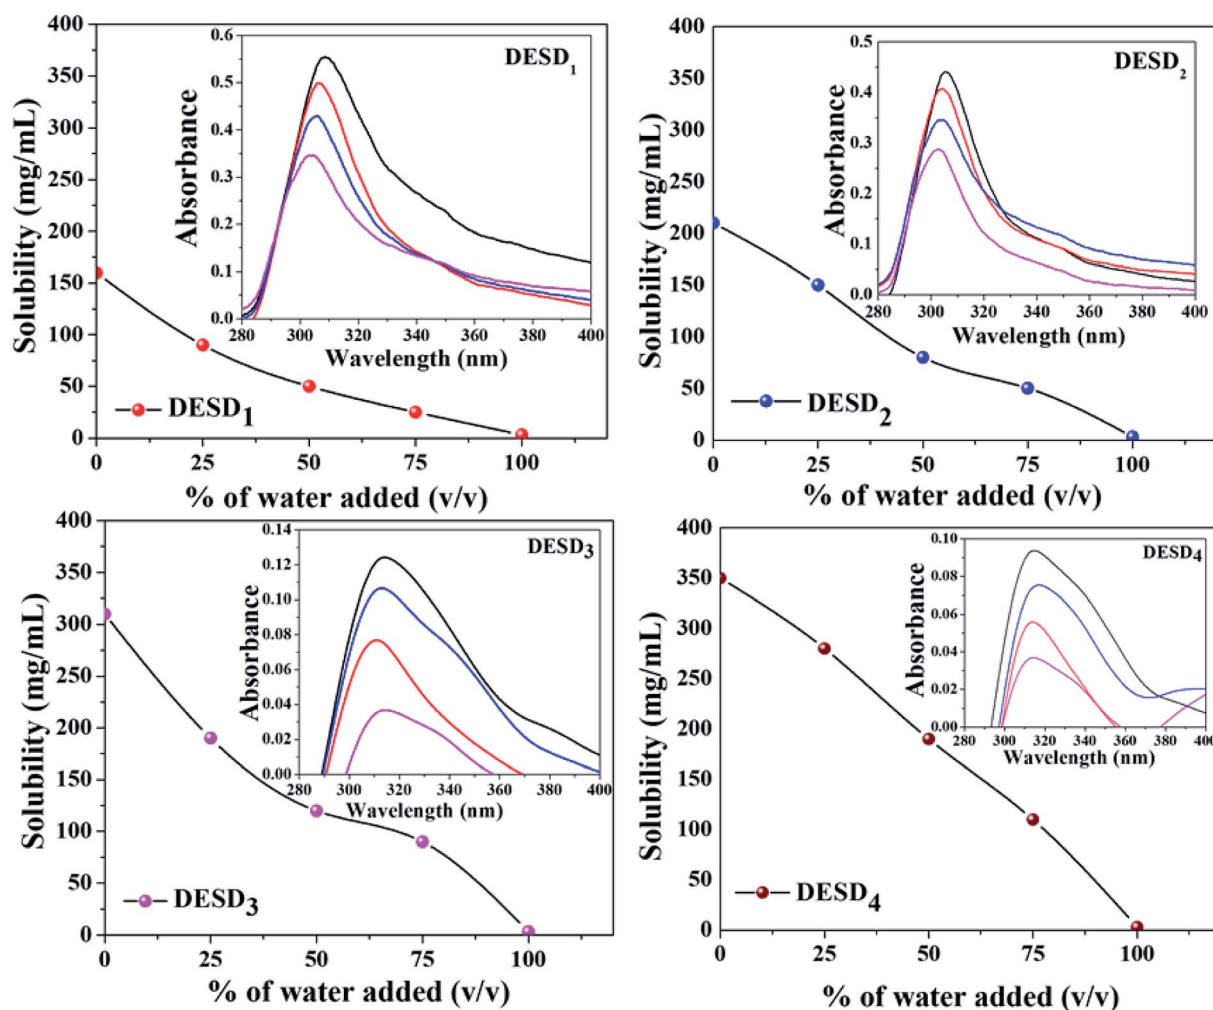 400
350
300
250
200
150
100
50
0
Solubility (mg/mL)
0 25 50 75 100
% of water added (v/v)
DESD1
0.6
0.5
0.4
0.3
0.2
0.1
0.0
Absorbance
280 300 320 340 360 380 400
Wavelength (nm)
DESD1
400
350
300
250
200
150
100
50
0
Solubility (mg/mL)
0 25 50 75 100
% of water added (v/v)
DESD2
0.5
0.4
0.3
0.2
0.1
0.0
Absorbance
280 300 320 340 360 380 400
Wavelength (nm)
DESD2
400
350
300
250
200
150
100
50
0
Solubility (mg/mL)
0 25 50 75 100
% of water added (v/v)
DESD3
0.14
0.12
0.10
0.08
0.06
0.04
0.02
0.00
Absorbance
280 300 320 340 360 380 400
Wavelength (nm)
DESD3
400
350
300
250
200
150
100
50
0
Solubility (mg/mL)
0 25 50 75 100
% of water added (v/v)
DESD4
0.10
0.08
0.06
0.04
0.02
0.00
Absorbance
280 300 320 340 360 380 400
Wavelength (nm)
DESD4